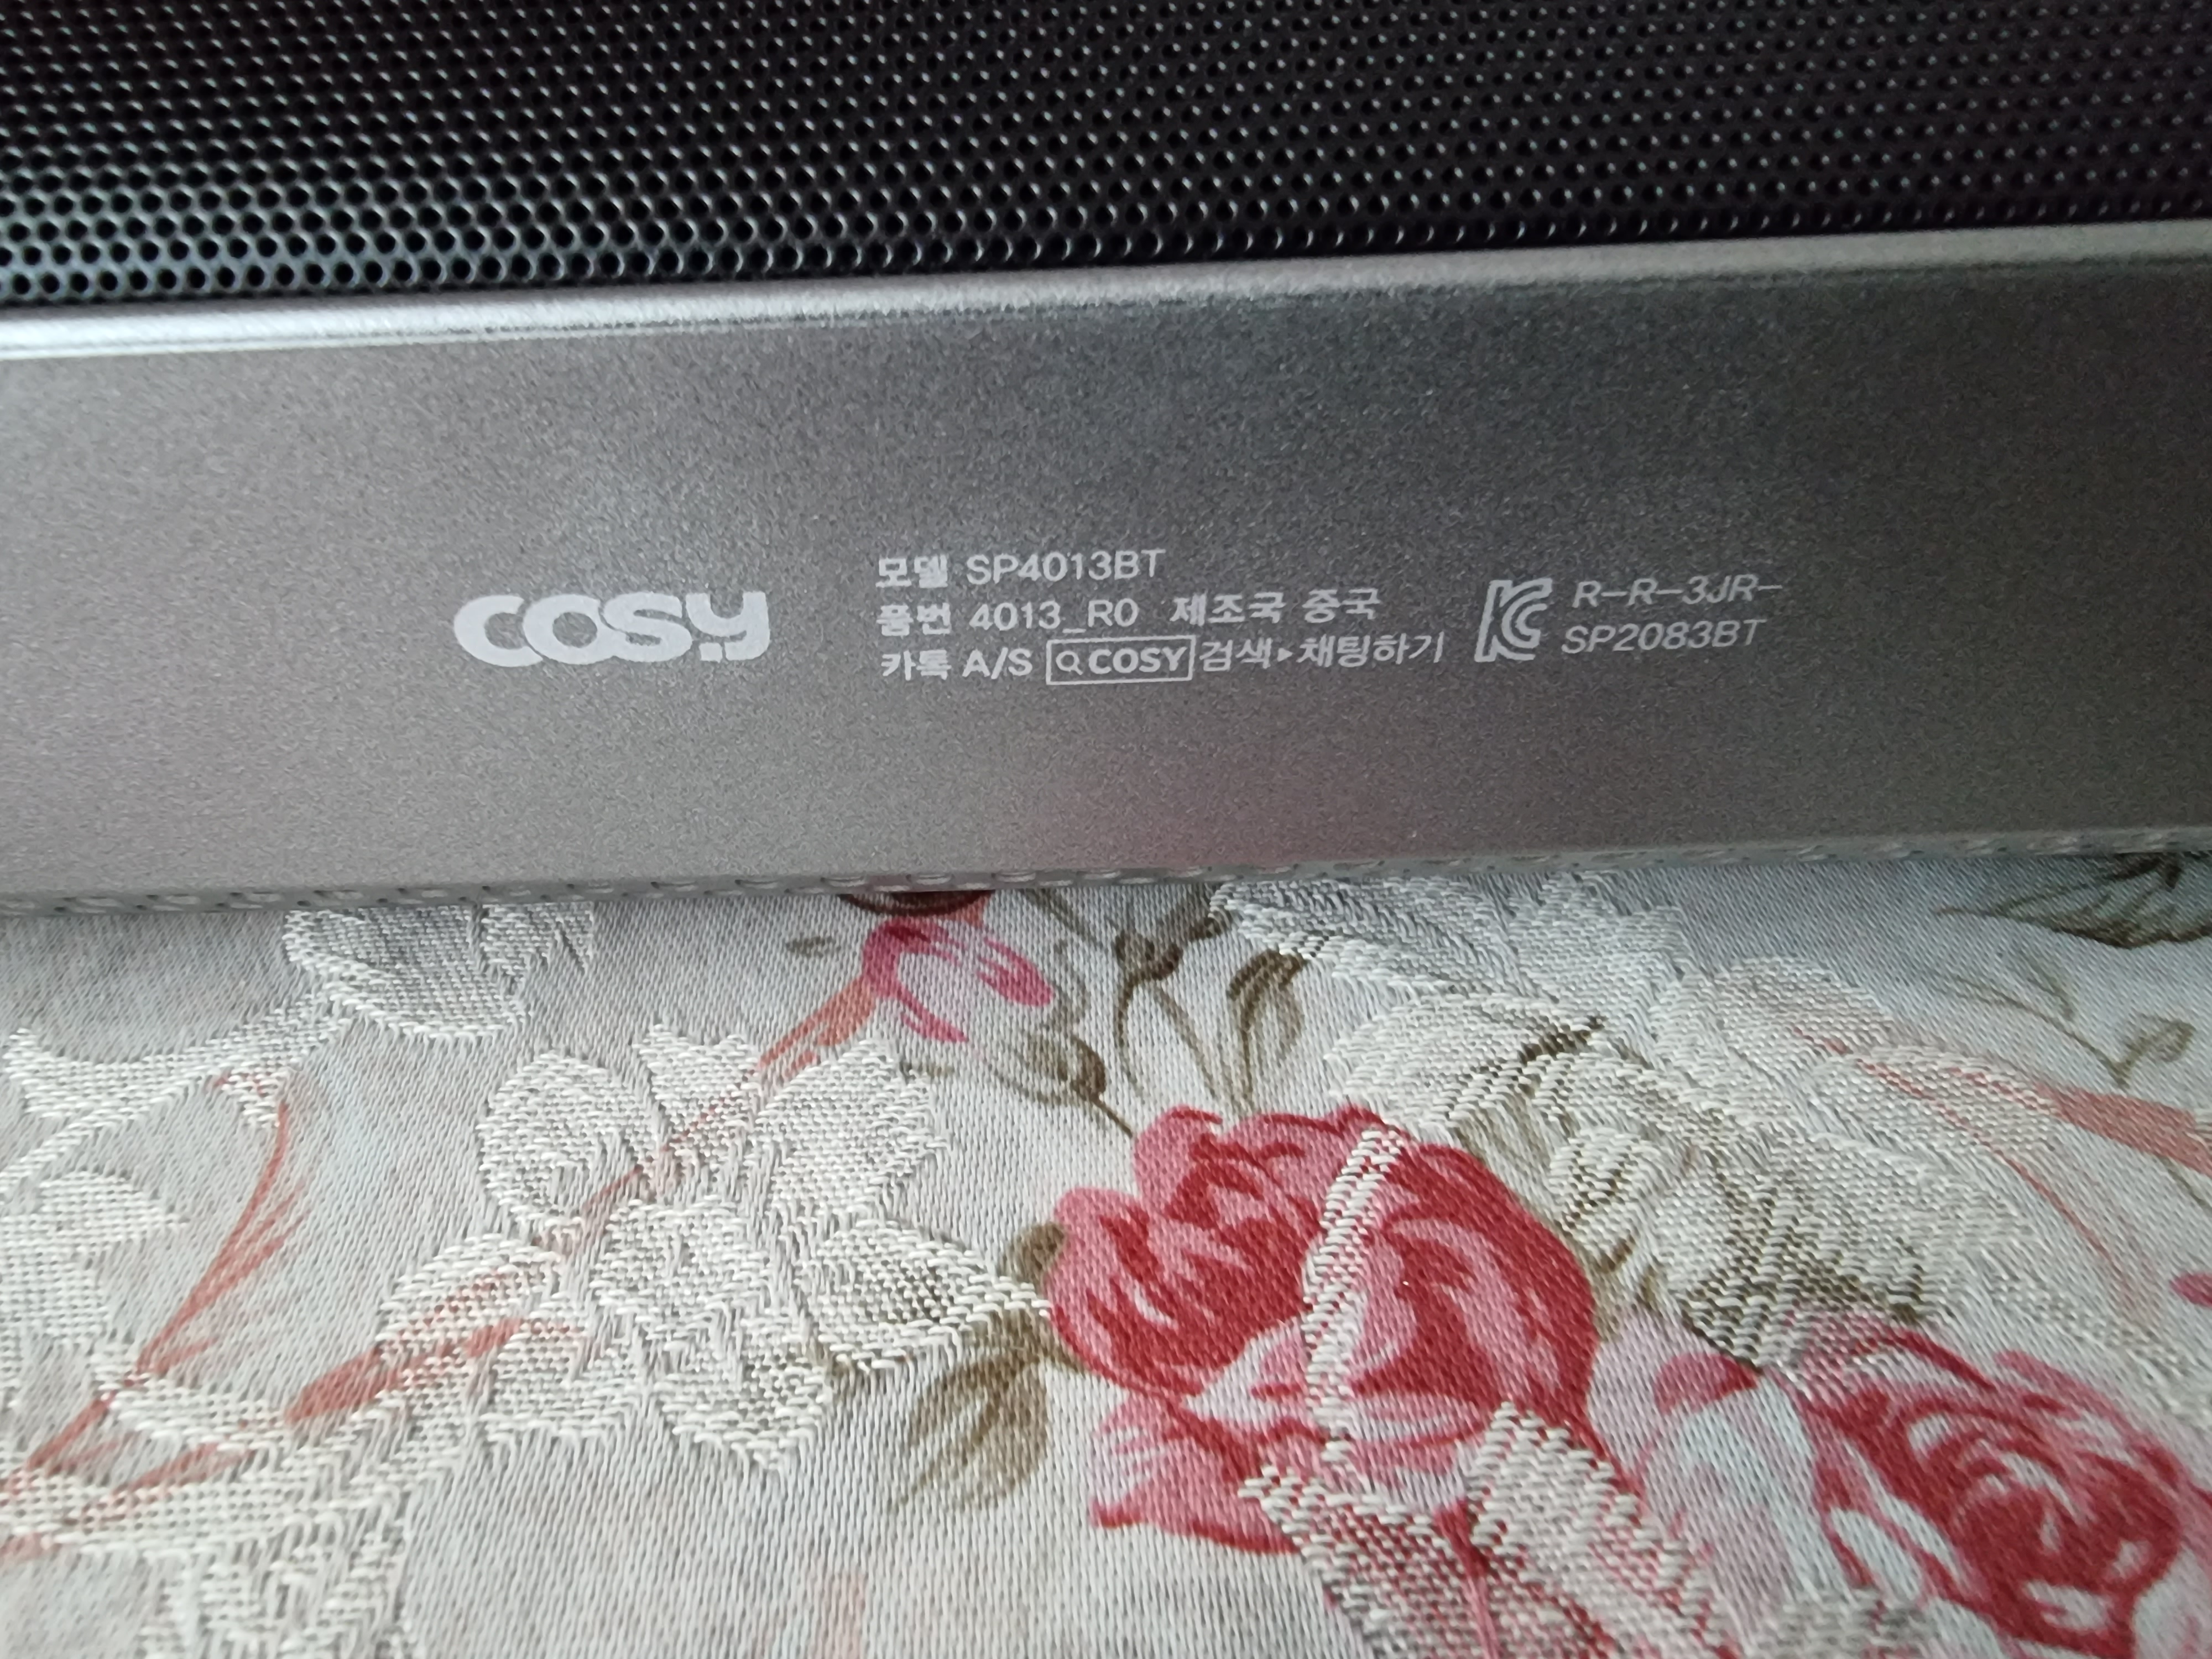 cosy
모델 SP4013BT
품번 4013_R0 제조국 중국
카톡 A/S COSY 검색▸채팅하기
R-R-3JR-
SP2083BT